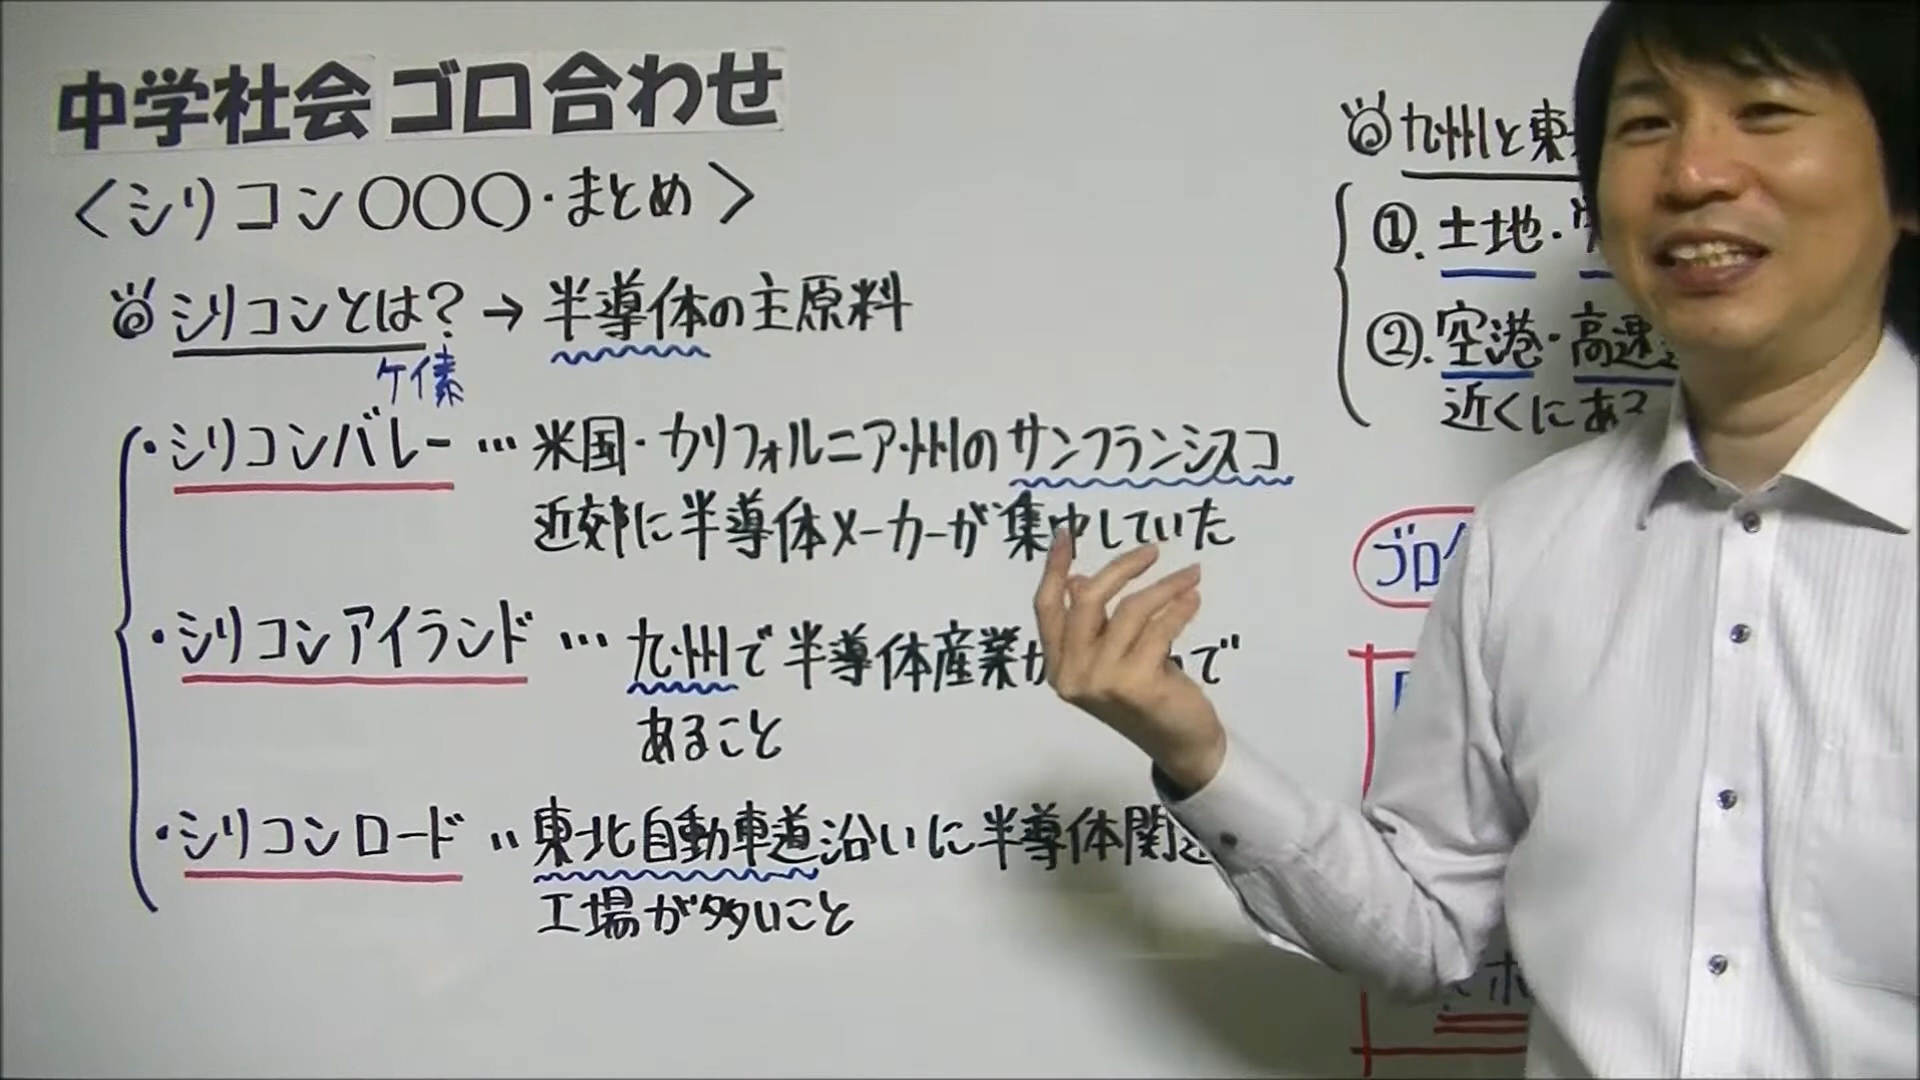 中学社会 ゴロ合わせ
<シリコン〇〇〇・まとめ>
シリコンとは?→半導体の主原料
ケイ素
・シリコンバレー…米国・カリフォルニア州のサンフランシスコ
近郊に半導体メーカーが集中していた
・シリコンアイランド…九州で半導体産業が で
あること
・シリコンロード‥東北自動車道沿いに半導体関連
工場が多いこと
九州と東
①.土地・
②.空港・高速
近くにあ
ゴロ